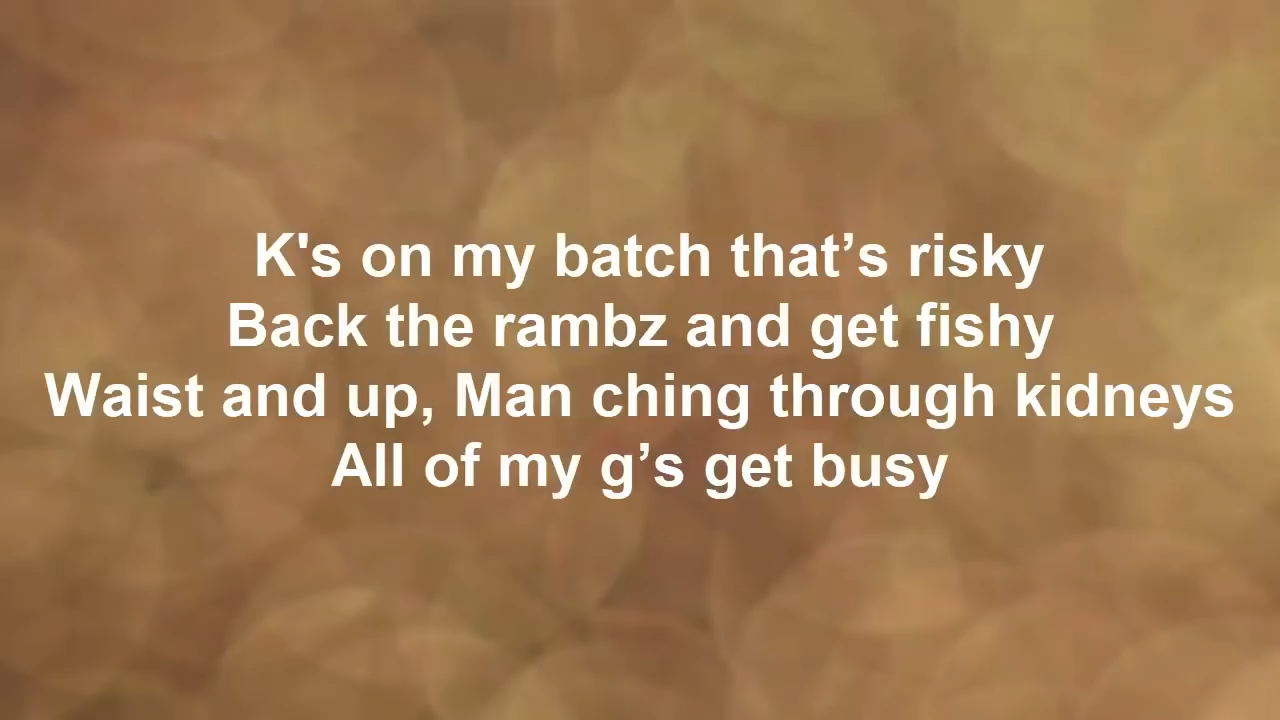 K's on my batch that’s risky
Back the rambz and get fishy
Waist and up, Man ching through kidneys
All of my g’s get busy